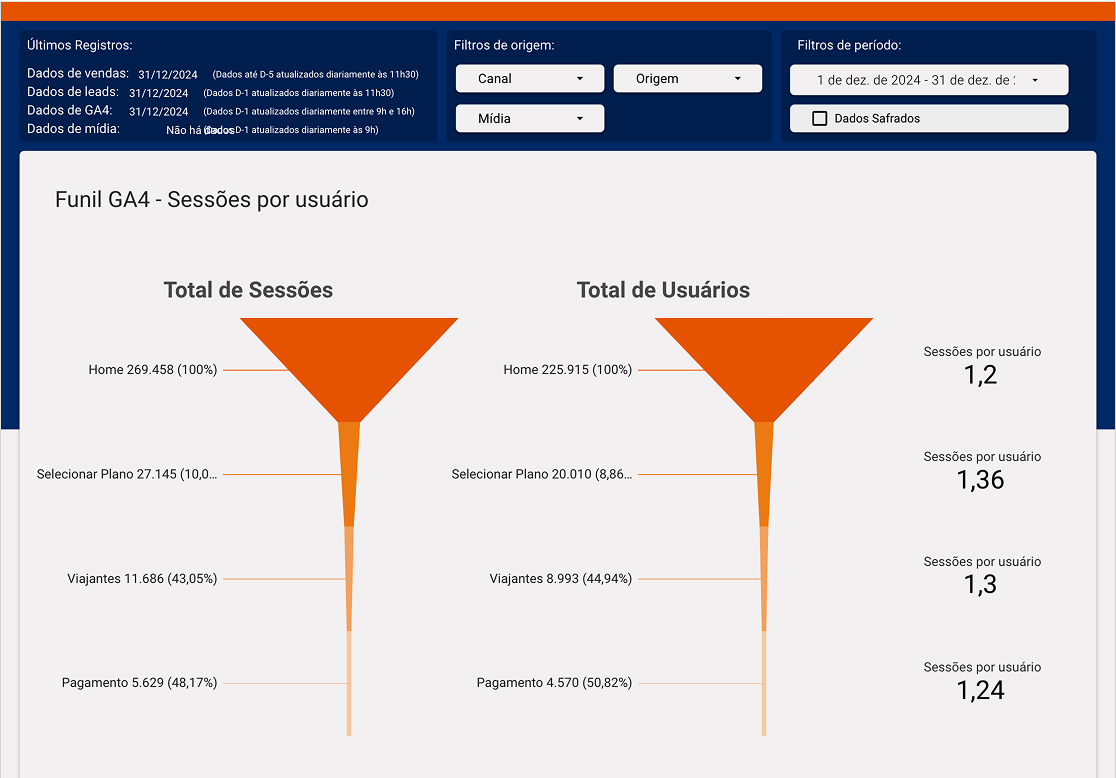 Últimos Registros:
Dados de vendas: 31/12/2024 (Dados até D-5 atualizados diariamente às 11h30)
Dados de leads: 31/12/2024 (Dados D-1 atualizados diariamente às 11h30)
Dados de GA4: 31/12/2024 (Dados D-1 atualizados diariamente entre 9h e 16h)
Dados de mídia: Não há dados (Dados D-1 atualizados diariamente às 9h)
Filtros de origem:
Canal
Origem
Mídia
Filtros de período:
1 de dez. de 2024 - 31 de dez. de :
Dados Safrados
Funil GA4 - Sessões por usuário
Total de Sessões
Home 269.458 (100%)
Selecionar Plano 27.145 (10,0...
Viajantes 11.686 (43,05%)
Pagamento 5.629 (48,17%)
Total de Usuários
Home 225.915 (100%)
Selecionar Plano 20.010 (8,86...
Viajantes 8.993 (44,94%)
Pagamento 4.570 (50,82%)
Sessões por usuário
1,2
Sessões por usuário
1,36
Sessões por usuário
1,3
Sessões por usuário
1,24